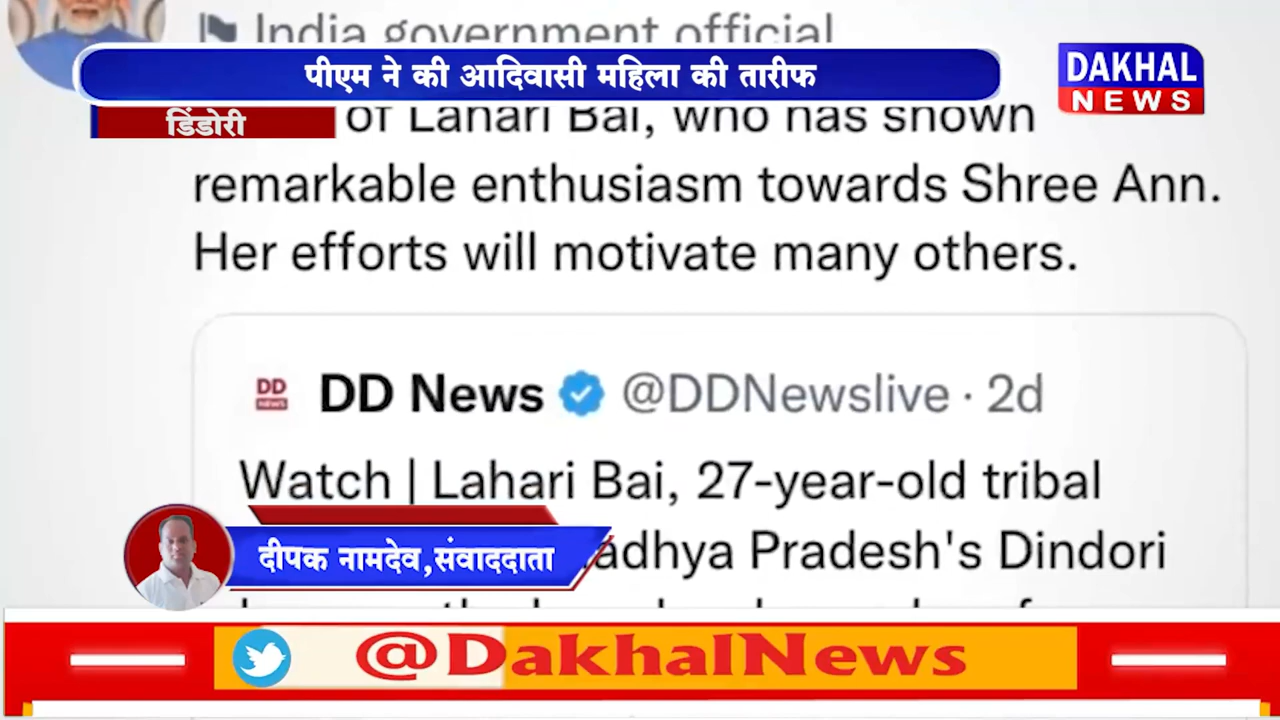 India government official
पीएम ने की आदिवासी महिला की तारीफ
DAKHAL
NEWS
डिंडोरी
of Lahari Bai, who has shown
remarkable enthusiasm towards Shree Ann.
Her efforts will motivate many others.
DD
NEWS
DD News @DDNewslive · 2d
Watch | Lahari Bai, 27-year-old tribal
दीपक नामदेव,संवाददाता
adhya Pradesh's Dindori
@DakhalNews